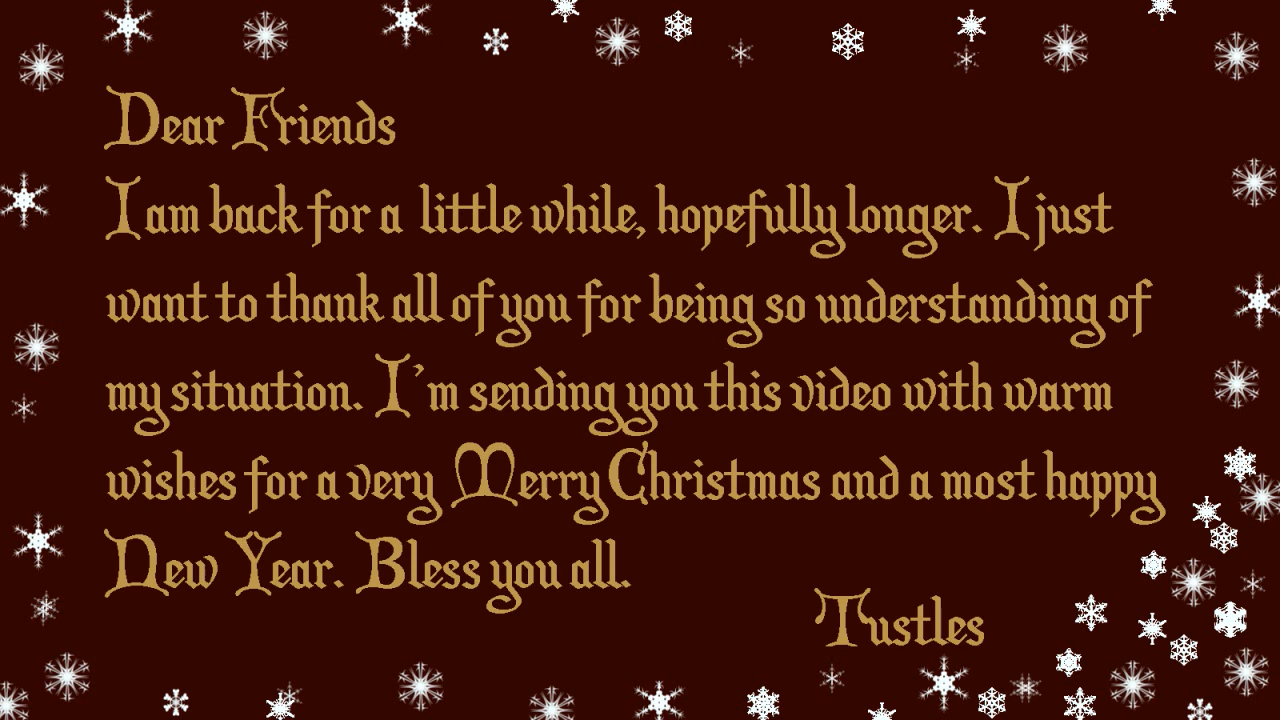 Dear Friends
I am back for a little while, hopefully longer. I just
want to thank all of you for being so understanding of
my situation. I'm sending you this video with warm
wishes for a very Merry Christmas and a most happy
New Year. Bless you all.
Tustles